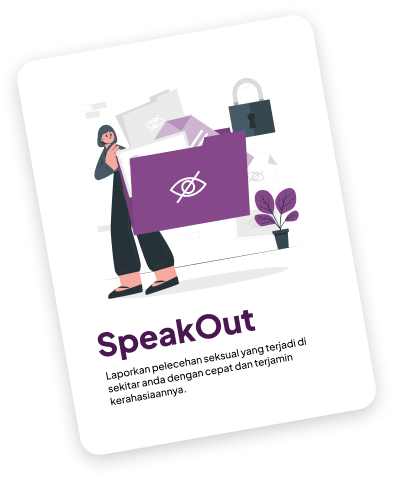 SpeakOut
Laporkan pelecehan seksual yang terjadi di
sekitar anda dengan cepat dan terjamin
kerahasiaannya.